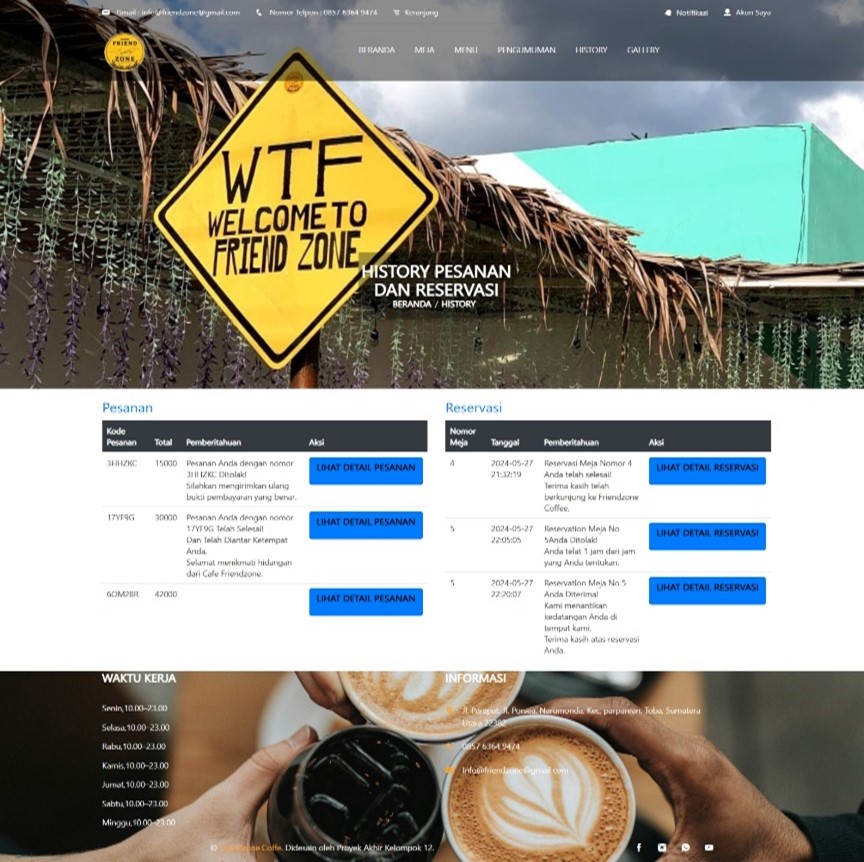 Gmail : info@friendzone@gmail.com
Nomor Telpon : 0857 6364 9474
Keranjang
Notifikasi
Akun Saya
FRIEND
ZONE
BERANDA
MEJA
MENU
PENGUMUMAN
HISTORY
GALLERY
WTF
WELCOME TO
FRIEND ZONE
HISTORY PESANAN
DAN RESERVASI
BERANDA / HISTORY
Pesanan
Kode
Pesanan
Total
Pemberitahuan
Aksi
3HHZKC
15000
Pesanan Anda dengan nomor
3HHZKC Ditolak!
Silahkan mengirimkan ulang
bukti pembayaran yang benar.
LIHAT DETAIL PESANAN
17YF9G
30000
Pesanan Anda dengan nomor
17YF9G Telah Selesai!
Dan Telah Diantar Ketempat
Anda,
Selamat menikmati hidangan
dari Cafe Friendzone.
LIHAT DETAIL PESANAN
6OM2BR
42000
LIHAT DETAIL PESANAN
Reservasi
Nomor
Meja
Tanggal
Pemberitahuan
Aksi
4
2024-05-27
21:32:19
Reservasi Meja Nomor 4
Anda telah selesai!
Terima kasih telah
berkunjung ke Friendzone
Coffee.
LIHAT DETAIL RESERVASI
5
2024-05-27
22:05:05
Reservation Meja No
5Anda Ditolak!
Anda telat 1 jam dari jam
yang Anda tentukan.
LIHAT DETAIL RESERVASI
5
2024-05-27
22:20:07
Reservation Meja No 5
Anda Diterima!
Kami menantikan
kedatangan Anda di
tempat kami.
Terima kasih atas reservasi
Anda.
LIHAT DETAIL RESERVASI
WAKTU KERJA
Senin,10.00–23.00
Selasa,10.00–23.00
Rabu,10.00–23.00
Kamis,10.00–23.00
Jumat,10.00–23.00
Sabtu,10.00–23.00
Minggu,10.00–23.00
INFORMASI
Jl. Parapat, Jl. Porsea, Narumonda, Kec. parparean, Toba, Sumatera
Utara 22382
0857 6364 9474
Info@friendzone@gmail.com
© Friendzone Coffe. Didesain oleh Proyek Akhir Kelompok 12.